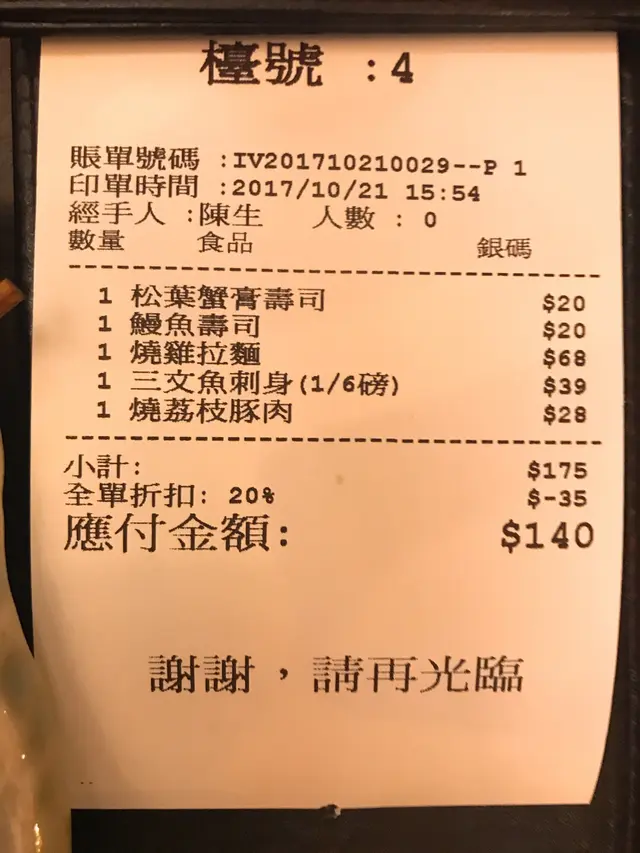 檯號 :4
賬單號碼 :IV201710210029--P 1
印單時間 :2017/10/21 15:54
經手人 :陳生 人數 : 0
數量 食品 銀碼
1 松葉蟹膏壽司 $20
1 鰻魚壽司 $20
1 燒雞拉麵 $68
1 三文魚刺身(1/6磅) $39
1 燒荔枝豚肉 $28
小計: $175
全單折扣: 20% $-35
應付金額: $140
謝謝，請再光臨